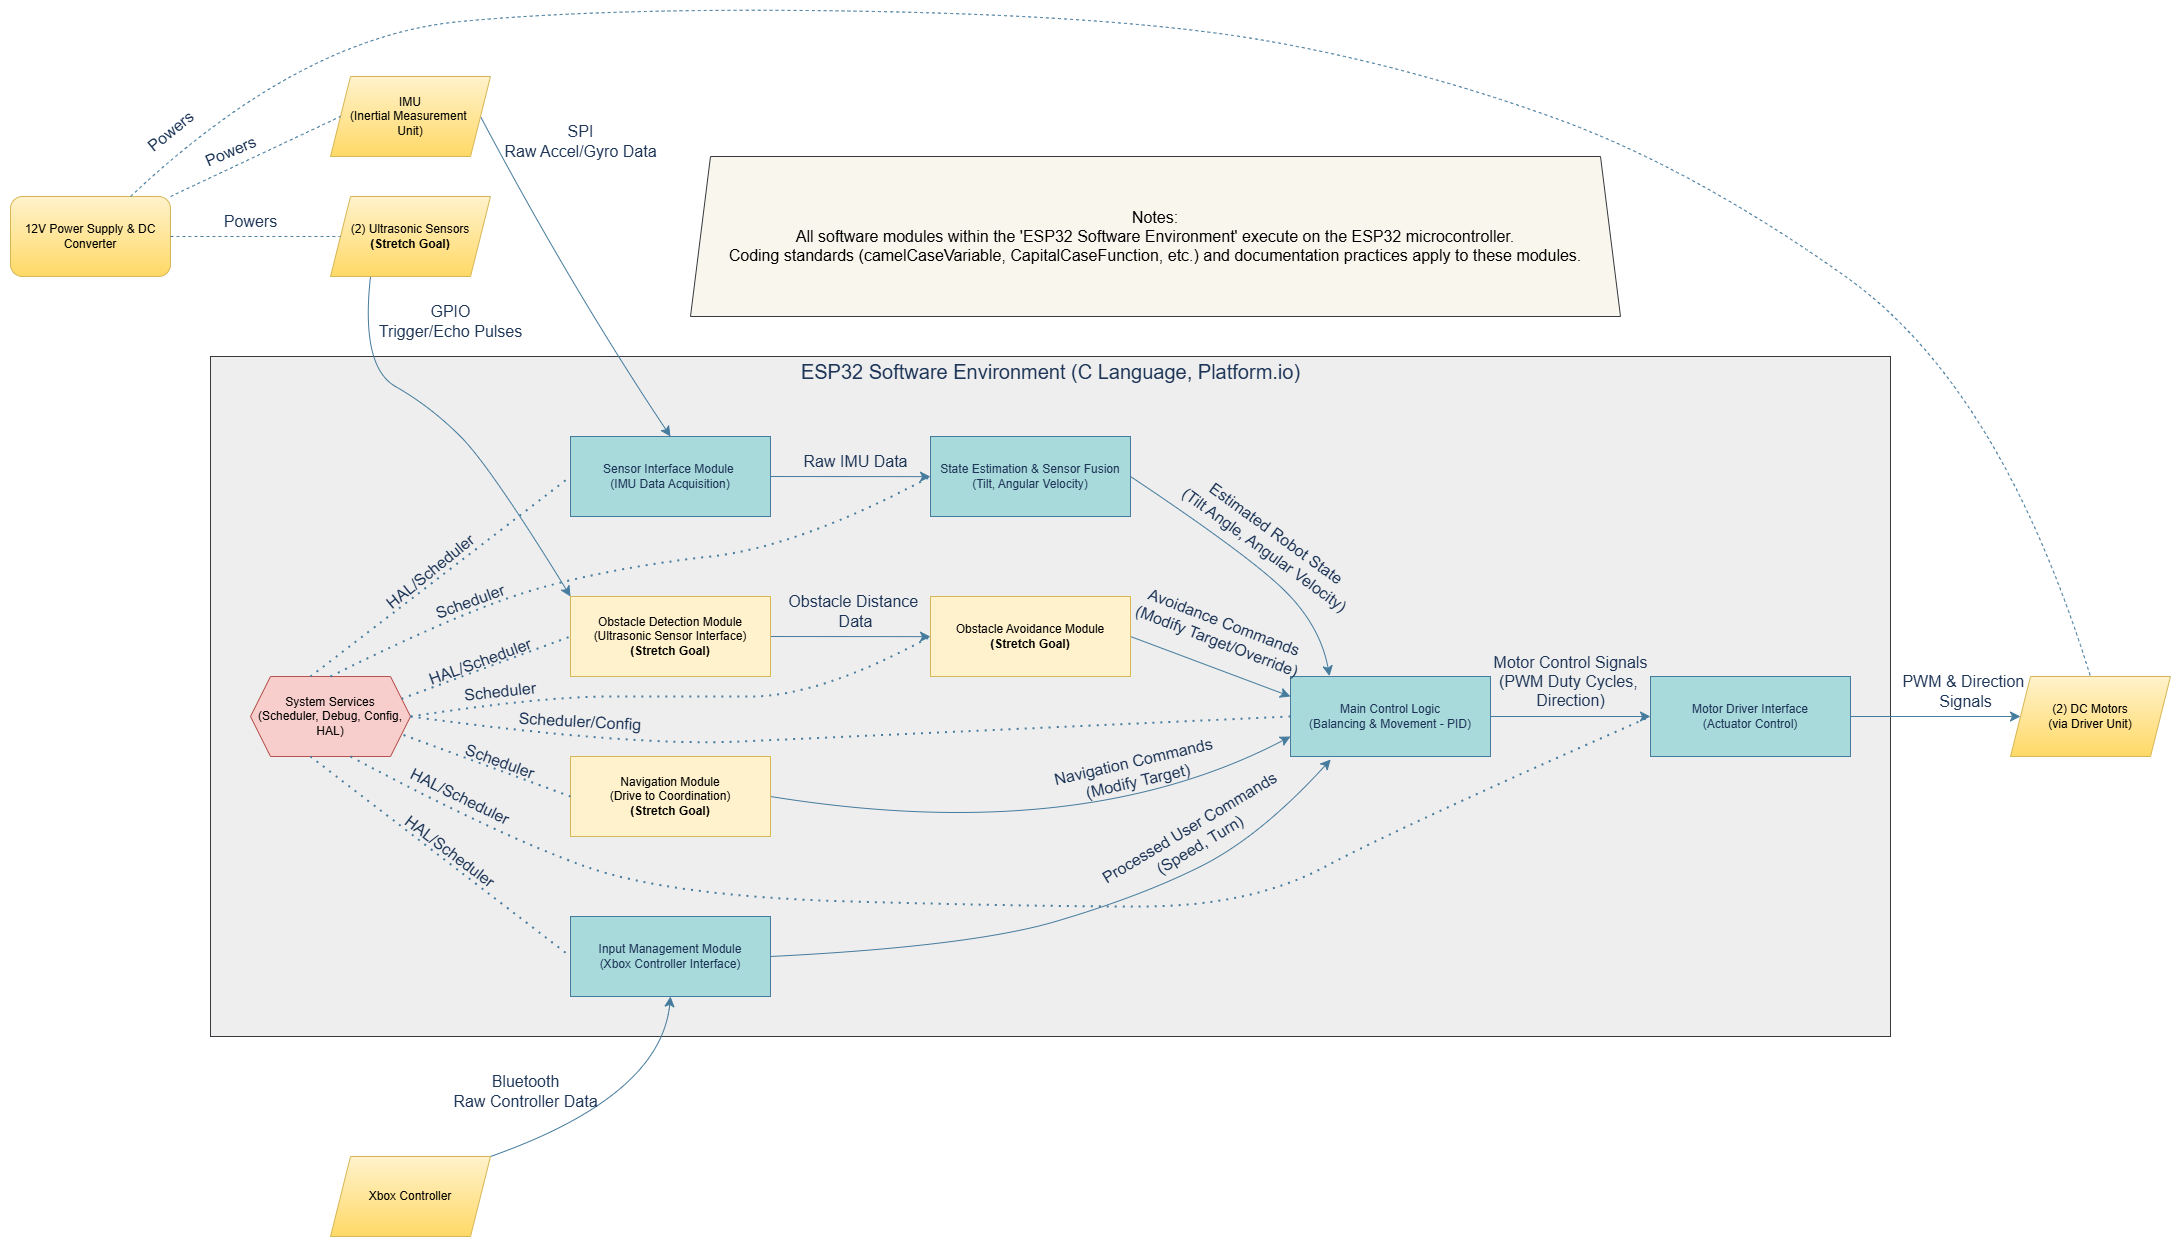 Powers
IMU
(Inertial Measurement
Unit)
Powers
SPI
Raw Accel/Gyro Data
12V Power Supply & DC
Converter
Powers
(2) Ultrasonic Sensors
(Stretch Goal)
Notes:
All software modules within the 'ESP32 Software Environment' execute on the ESP32 microcontroller.
Coding standards (camelCaseVariable, CapitalCaseFunction, etc.) and documentation practices apply to these modules.
GPIO
Trigger/Echo Pulses
ESP32 Software Environment (C Language, Platform.io)
Sensor Interface Module
(IMU Data Acquisition)
Raw IMU Data
State Estimation & Sensor Fusion
(Tilt, Angular Velocity)
Estimated Robot State
(Tilt Angle, Angular Velocity)
HAL/Scheduler
Scheduler
Obstacle Detection Module
(Ultrasonic Sensor Interface)
(Stretch Goal)
Obstacle Distance
Data
Obstacle Avoidance Module
(Stretch Goal)
Avoidance Commands
(Modify Target/Override)
HAL/Scheduler
Scheduler
System Services
(Scheduler, Debug, Config,
HAL)
Scheduler/Config
Main Control Logic
(Balancing & Movement - PID)
Motor Control Signals
(PWM Duty Cycles,
Direction)
Motor Driver Interface
(Actuator Control)
PWM & Direction
Signals
(2) DC Motors
(via Driver Unit)
Scheduler
Navigation Module
(Drive to Coordination)
(Stretch Goal)
Navigation Commands
(Modify Target)
HAL/Scheduler
HAL/Scheduler
Processed User Commands
(Speed, Turn)
Input Management Module
(Xbox Controller Interface)
Bluetooth
Raw Controller Data
Xbox Controller